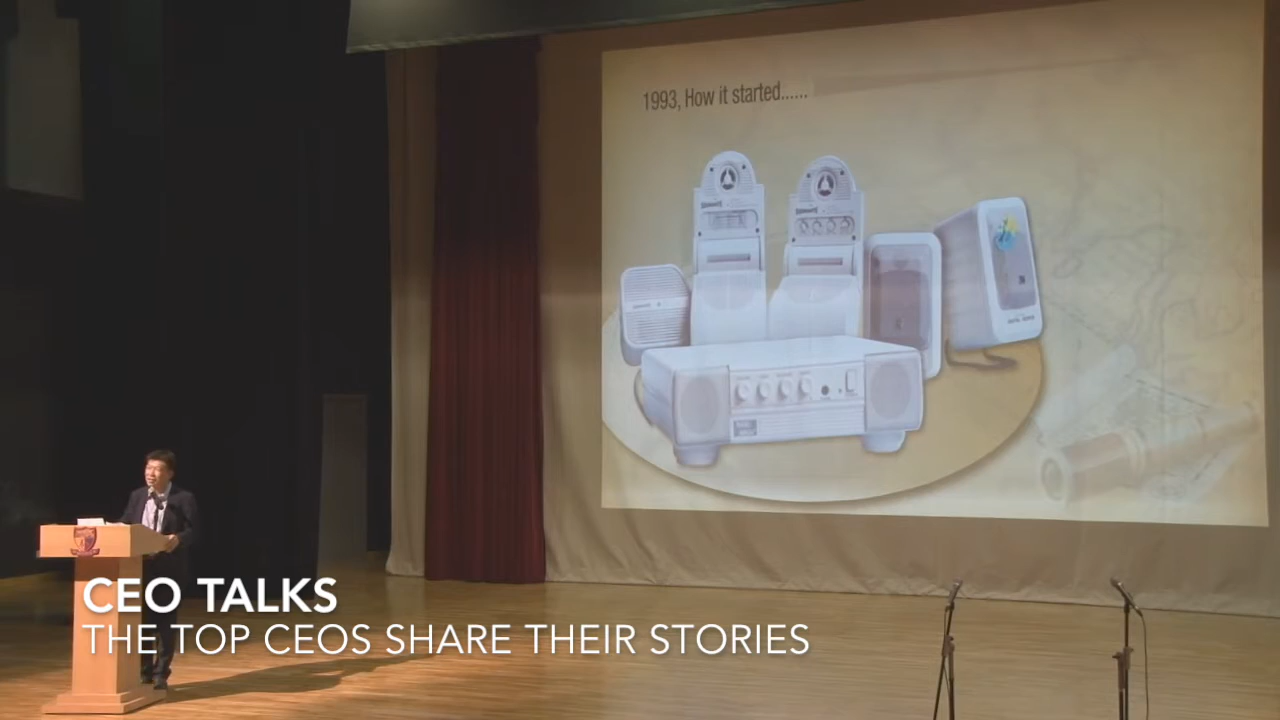 1993, How it started......
CEO TALKS
THE TOP CEOS SHARE THEIR STORIES